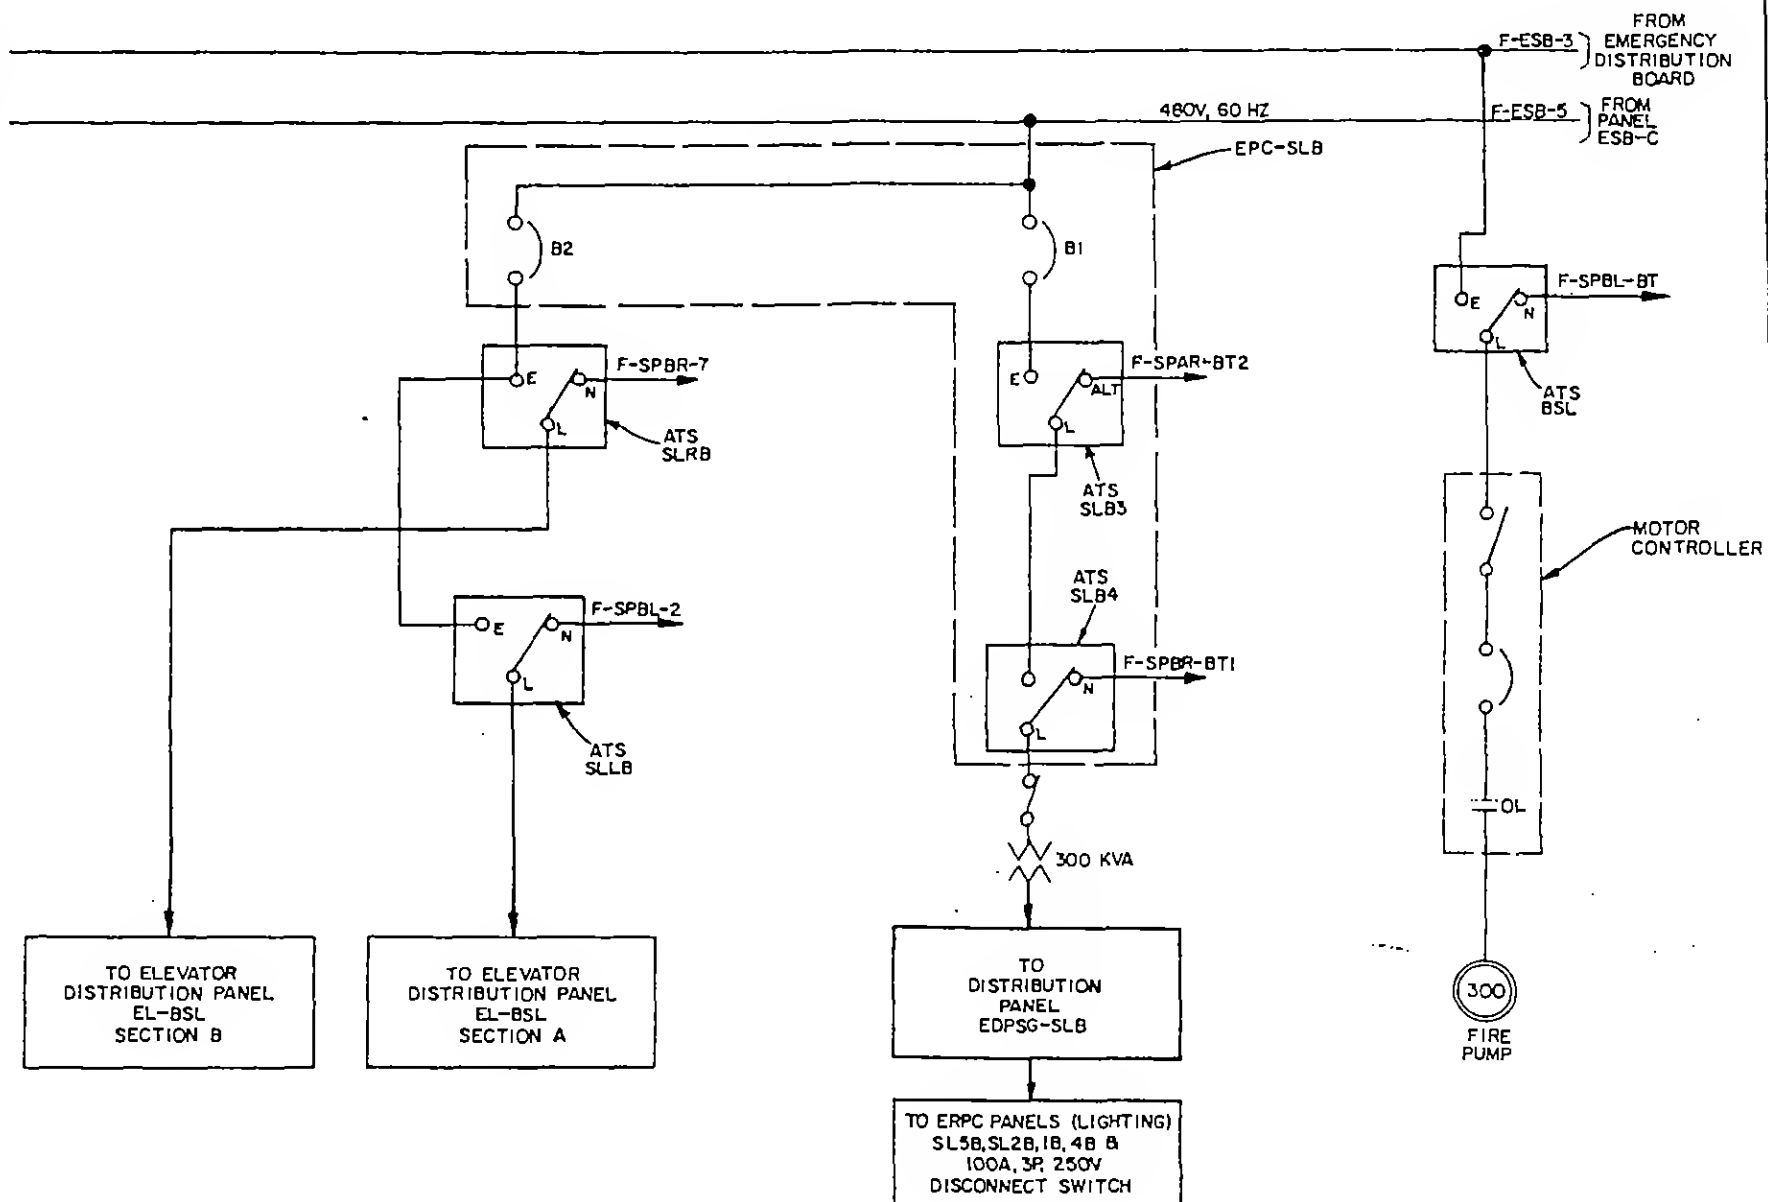 F-ESB-3
FROM
EMERGENCY
DISTRIBUTION
BOARD
480V, 60 HZ
F-ESB-5
FROM
PANEL
ESB-C
EPC-SLB
B2
B1
F-SPBR-7
E
N
L
ATS
SLRB
F-SPAR-BT2
E
ALT
L
ATS
SLB3
F-SPBL-BT
E
N
L
ATS
BSL
MOTOR
CONTROLLER
F-SPBL-2
E
N
L
ATS
SLLB
ATS
SLB4
F-SPBR-BT1
N
L
OL
300 KVA
TO ELEVATOR
DISTRIBUTION PANEL
EL-BSL
SECTION B
TO ELEVATOR
DISTRIBUTION PANEL
EL-BSL
SECTION A
TO
DISTRIBUTION
PANEL
EDPSG-SLB
300
FIRE
PUMP
TO ERPC PANELS (LIGHTING)
SL5B, SL2B, 1B, 4B &
100A, 3P, 250V
DISCONNECT SWITCH